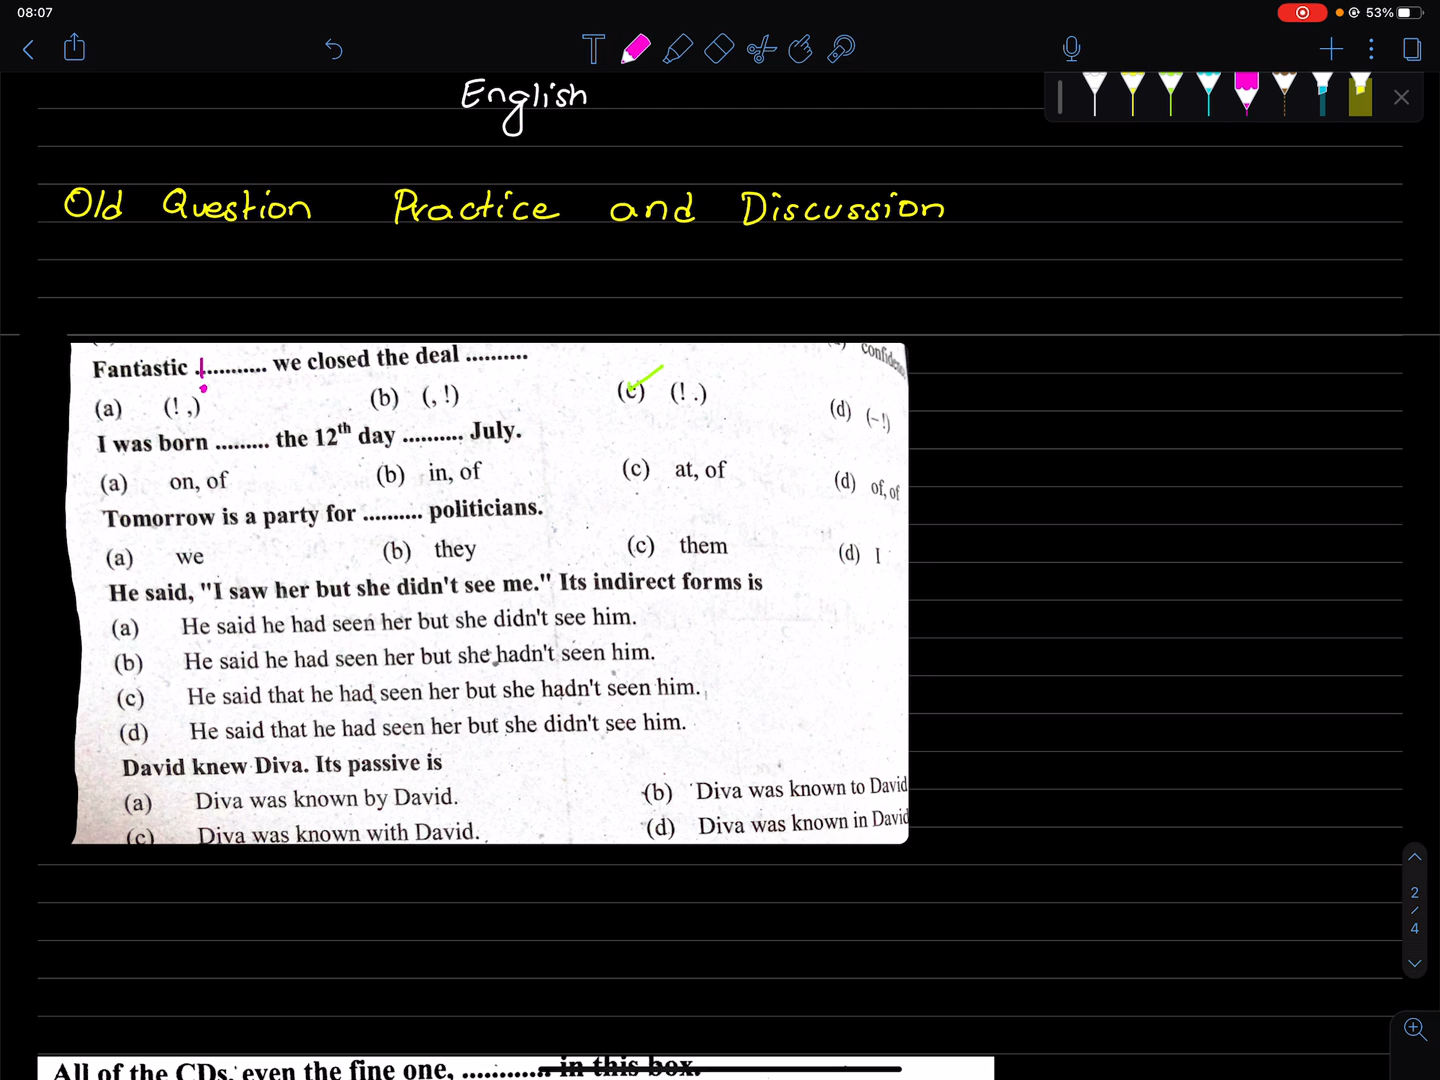 08:07
53%
English
Old Question Practice and Discussion
Fantastic .!.......... we closed the deal ..........
(a) (! ,) (b) (, !) (c) (! .) (d) (–!)
I was born ......... the 12th day .......... July.
(a) on, of (b) in, of (c) at, of (d) of, of
Tomorrow is a party for .......... politicians.
(a) we (b) they (c) them (d) I
He said, "I saw her but she didn't see me." Its indirect forms is
(a) He said he had seen her but she didn't see him.
(b) He said he had seen her but she hadn't seen him.
(c) He said that he had seen her but she hadn't seen him.
(d) He said that he had seen her but she didn't see him.
David knew Diva. Its passive is
(a) Diva was known by David. (b) Diva was known to David
(c) Diva was known with David. (d) Diva was known in David
2
/
4
All of the CDs, even the fine one, ........... in this box.